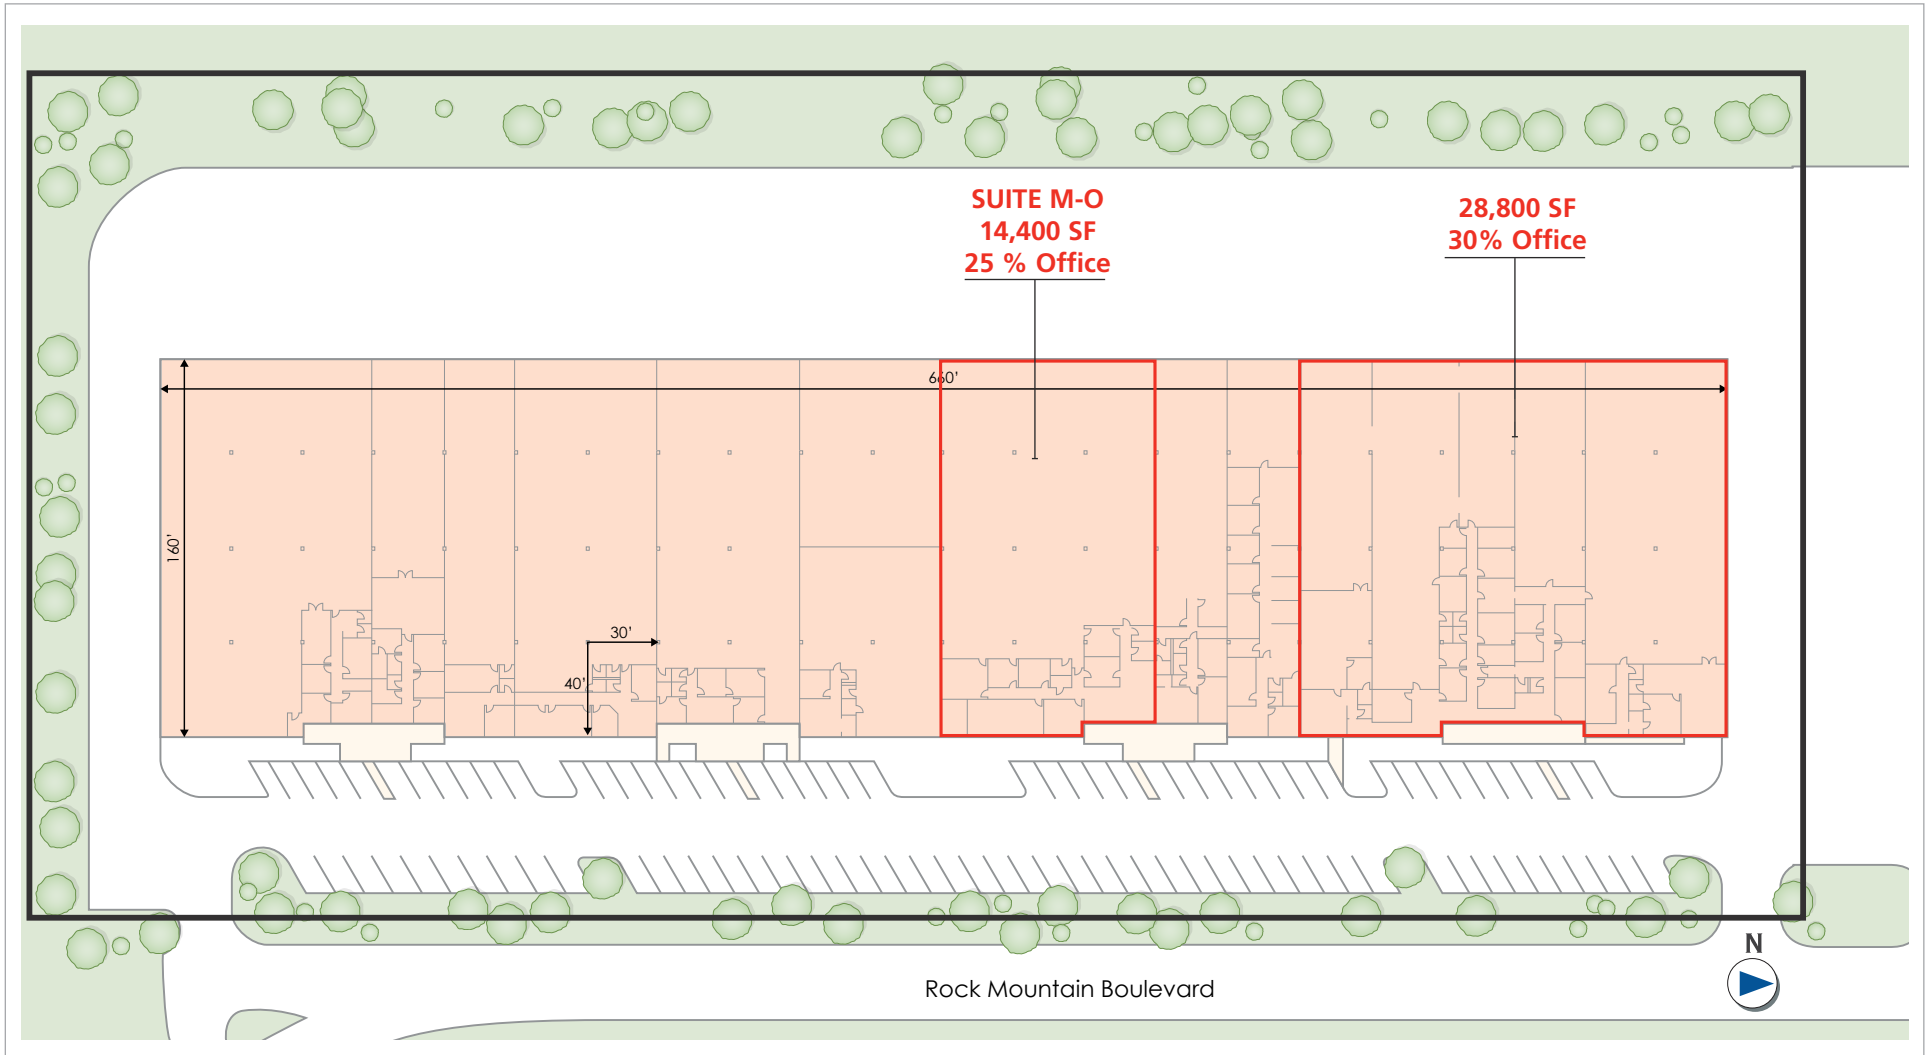 SUITE M-O
14,400 SF
25 % Office
28,800 SF
30% Office
660’
160’
30’
40’
N
Rock Mountain Boulevard